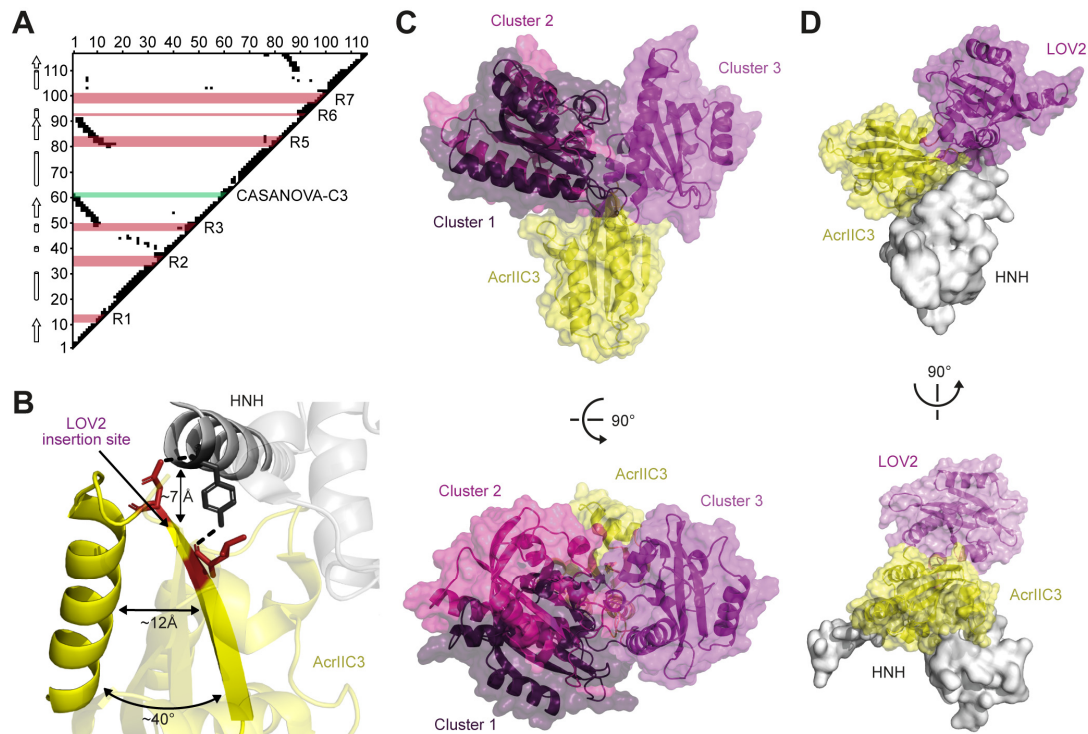 A
1 10 20 30 40 50 60 70 80 90 100 110
110
100
90
80
70
60
50
40
30
20
10
1
R7
R6
R5
CASANOVA-C3
R3
R2
R1
B
HNH
LOV2
insertion site
~7 Å
~12Å
~40°
AcrIIC3
C
Cluster 2
Cluster 3
Cluster 1
AcrIIC3
90°
AcrIIC3
Cluster 2
Cluster 3
Cluster 1
D
LOV2
AcrIIC3
HNH
90°
LOV2
AcrIIC3
HNH